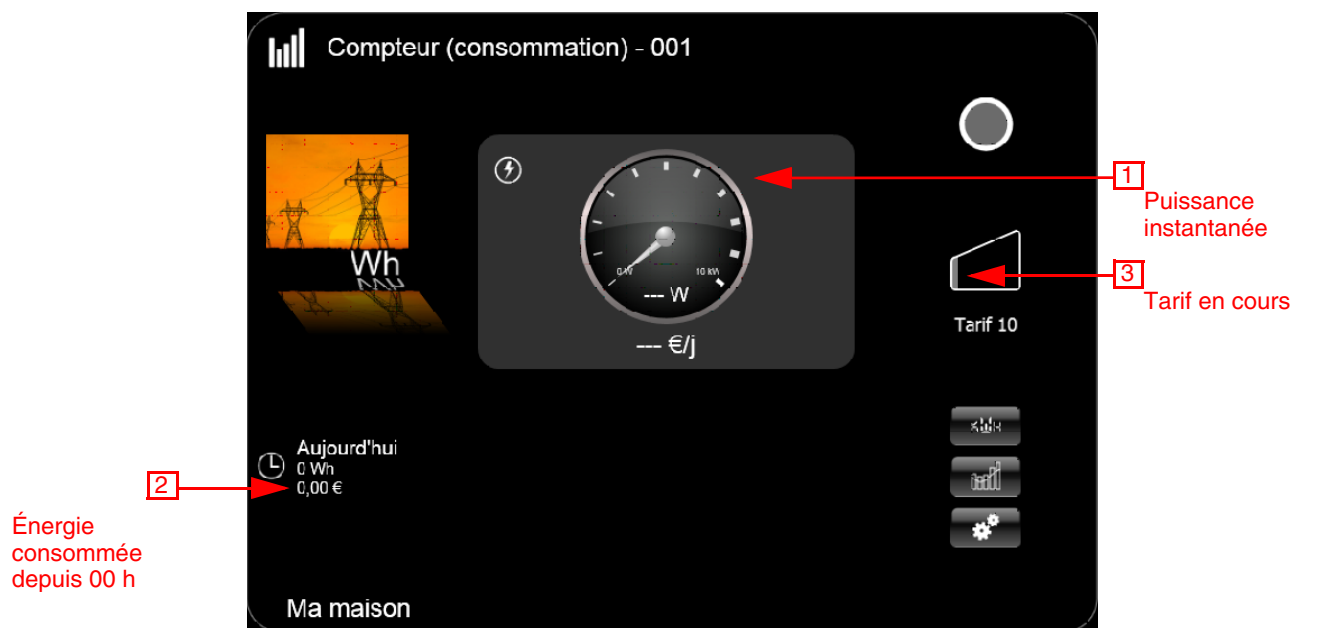 Compteur (consommation) - 001
1
Puissance
instantanée
Wh
0 W
10 kW
--- W
--- €/j
3
Tarif en cours
Tarif 10
Aujourd'hui
0 Wh
0,00 €
2
Énergie
consommée
depuis 00 h
Ma maison